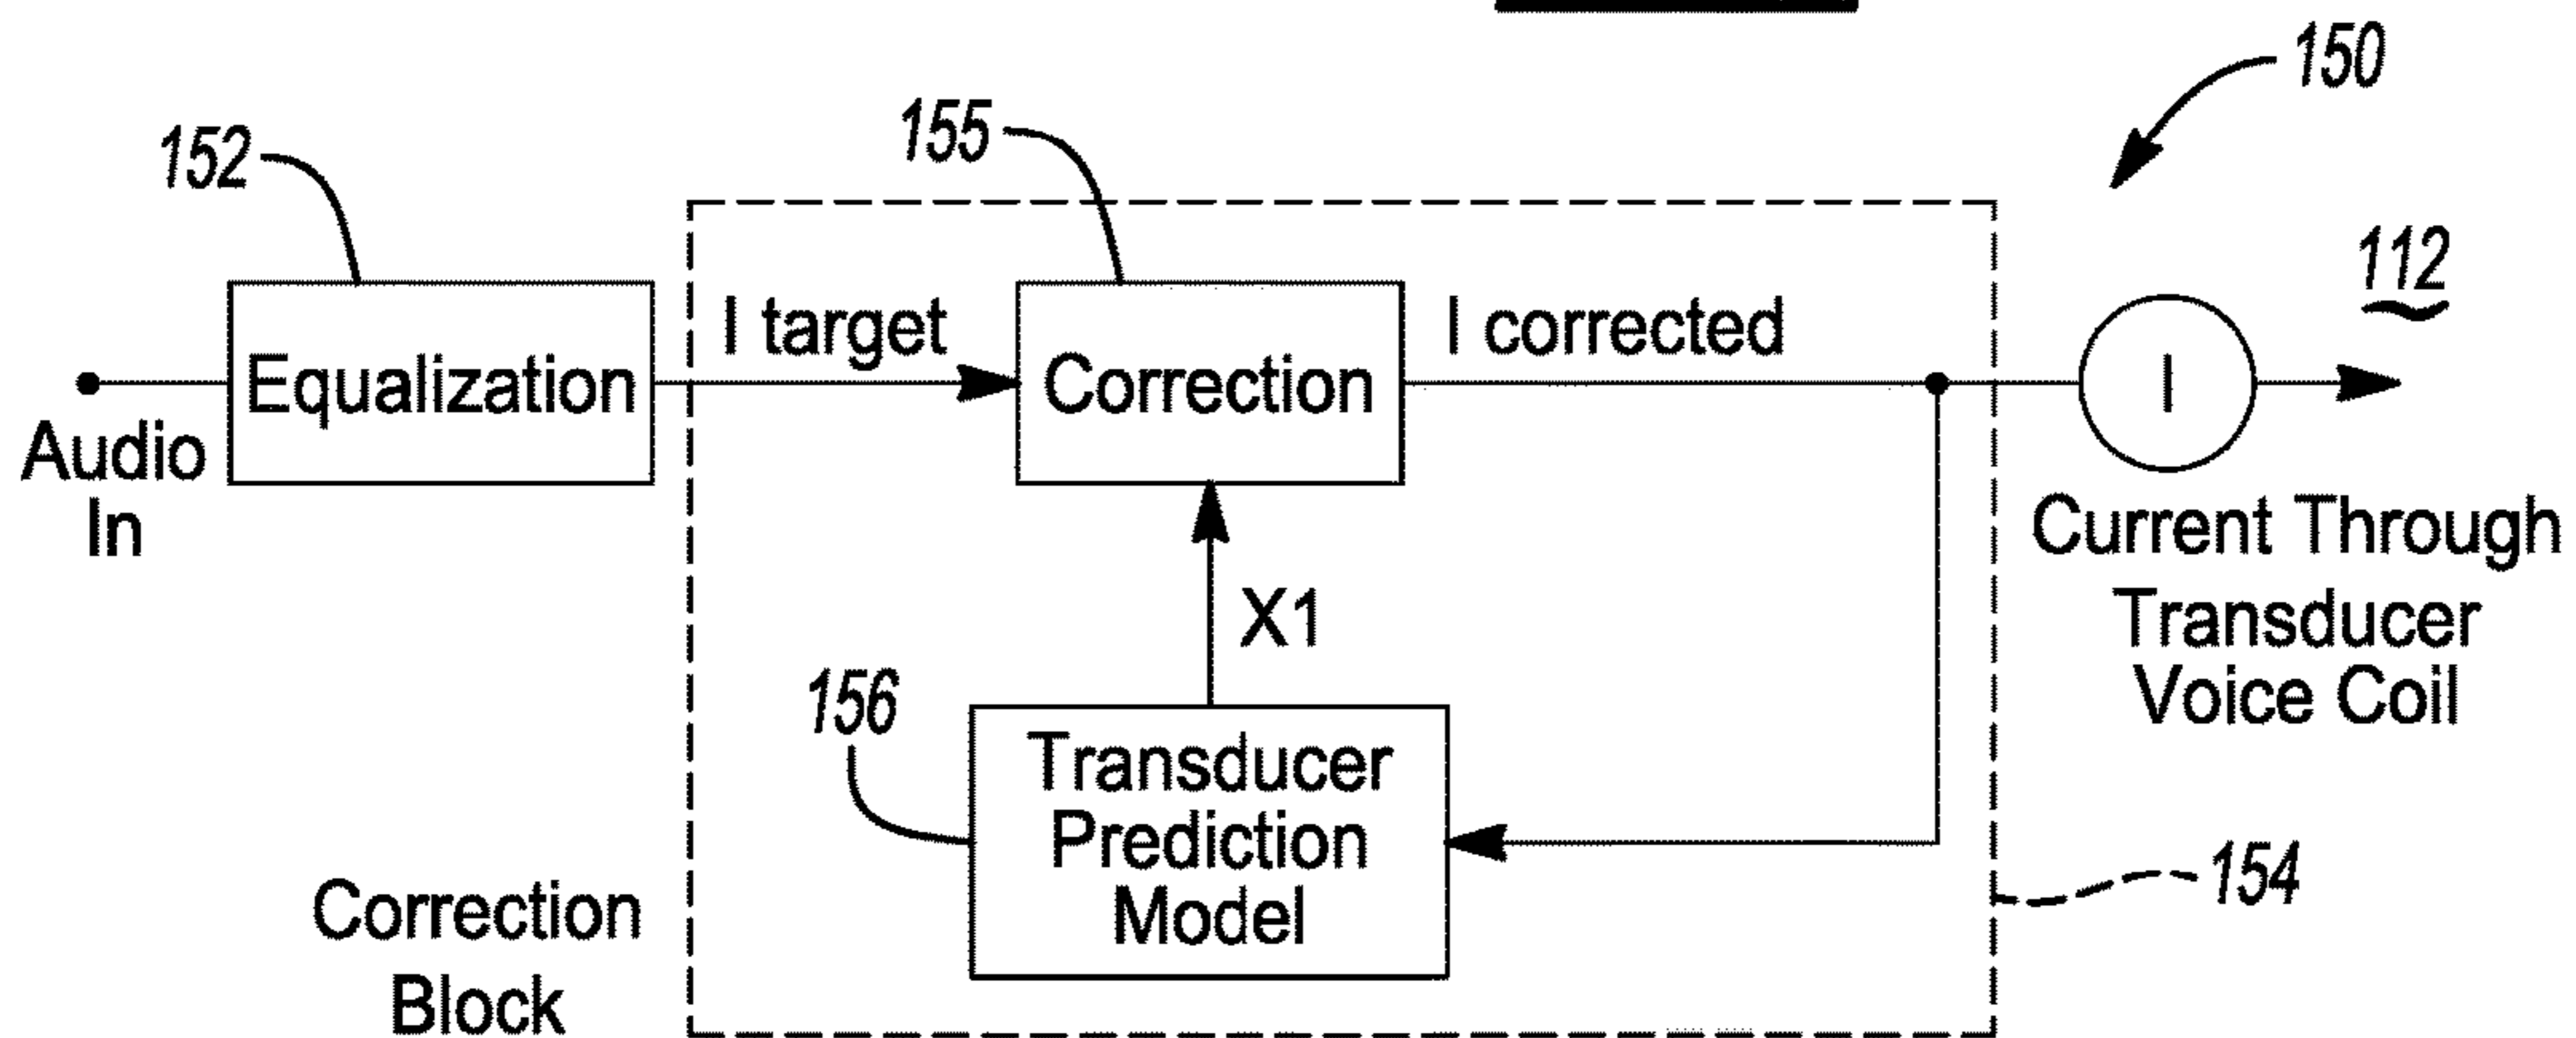 150
155
152
112
I target
I corrected
Equalization
Correction
I
Audio
In
Current Through
Transducer
Voice Coil
X1
156
Transducer
Prediction
Model
154
Correction
Block